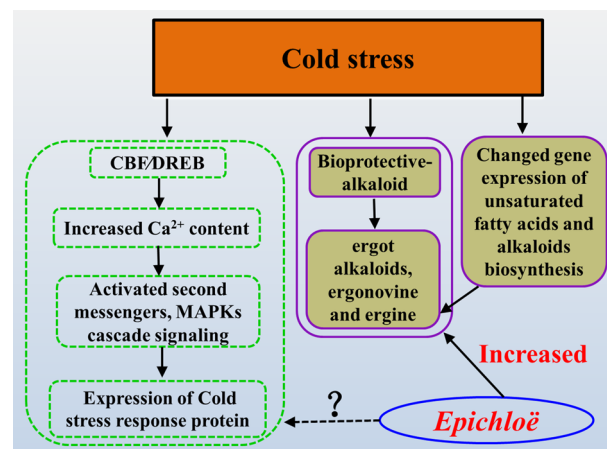 Cold stress
CBF/DREB
Increased Ca²⁺ content
Activated second
messengers, MAPKs
cascade signaling
Expression of Cold
stress response protein
Bioprotective-
alkaloid
ergot
alkaloids,
ergonovine
and ergine
Changed gene
expression of
unsaturated
fatty acids and
alkaloids
biosynthesis
Increased
?
Epichloë